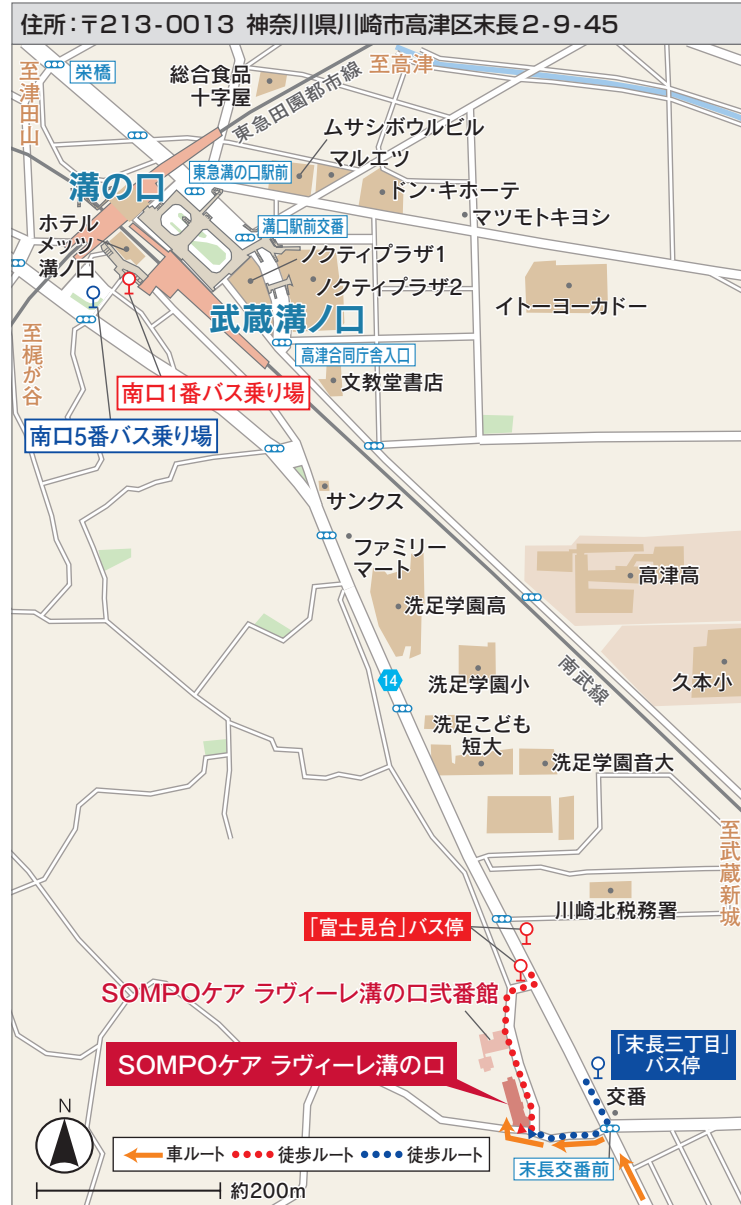 住所：〒213-0013 神奈川県川崎市高津区末長2-9-45
至津田山
栄橋
総合食品
十字屋
東急田園都市線
至高津
ムサシボウルビル
マルエツ
東急溝の口駅前
ドン・キホーテ
マツモトキヨシ
溝の口
溝口駅前交番
ホテル
メッツ
溝ノ口
ノクティプラザ1
ノクティプラザ2
イトーヨーカドー
武蔵溝ノ口
至梶が谷
高津合同庁舎入口
文教堂書店
南口1番バス乗り場
南口5番バス乗り場
サンクス
ファミリー
マート
高津高
洗足学園高
14
洗足学園小
南武線
久本小
洗足こども
短大
洗足学園音大
至武蔵新城
川崎北税務署
「富士見台」バス停
SOMPOケア ラヴィーレ溝の口弐番館
SOMPOケア ラヴィーレ溝の口
「末長三丁目」
バス停
交番
N
車ルート
徒歩ルート
徒歩ルート
末長交番前
約200m